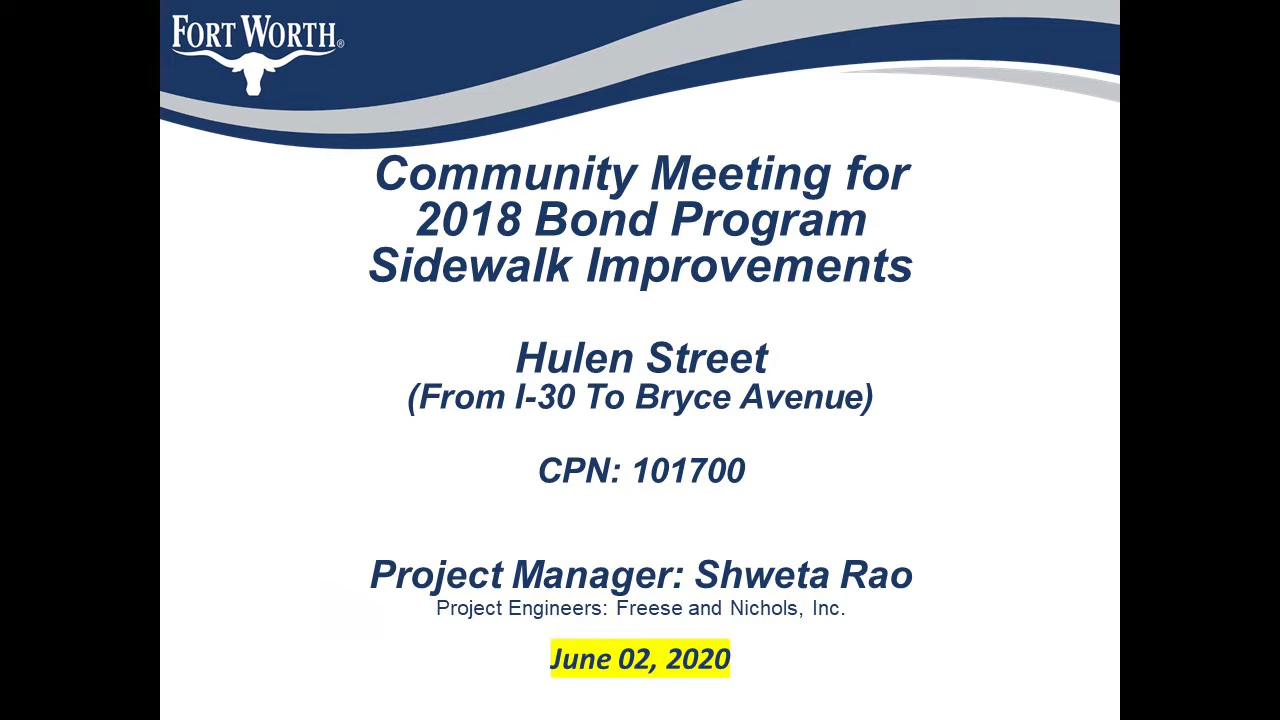 FORT WORTH®
Community Meeting for
2018 Bond Program
Sidewalk Improvements
Hulen Street
(From I-30 To Bryce Avenue)
CPN: 101700
Project Manager: Shweta Rao
Project Engineers: Freese and Nichols, Inc.
June 02, 2020